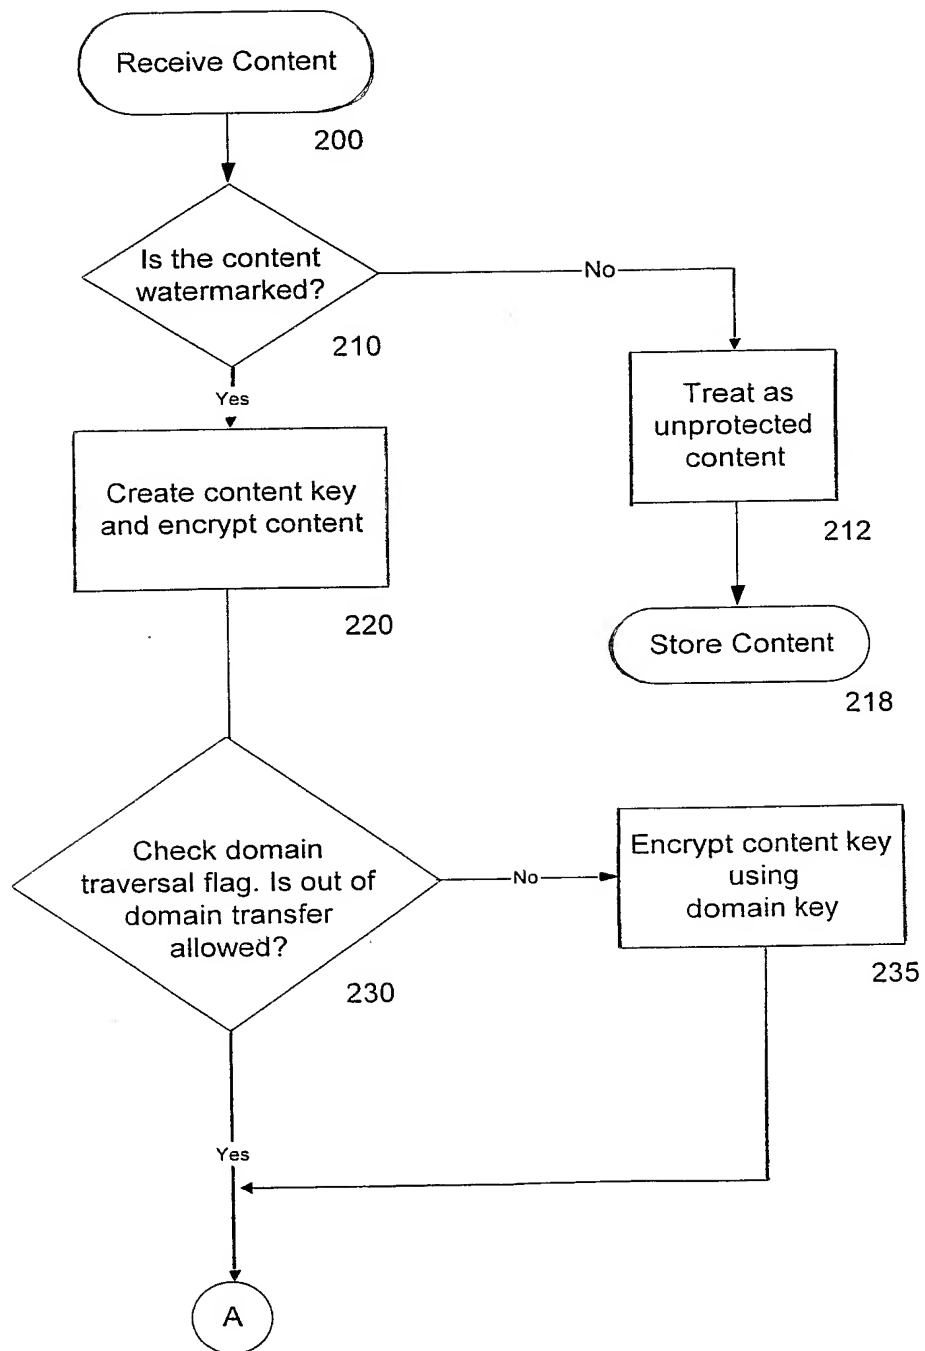 Receive Content
200
Is the content
watermarked?
210
No
Yes
Treat as
unprotected
content
212
Create content key
and encrypt content
220
Store Content
218
Check domain
traversal flag. Is out of
domain transfer
allowed?
230
No
Encrypt content key
using
domain key
235
Yes
A